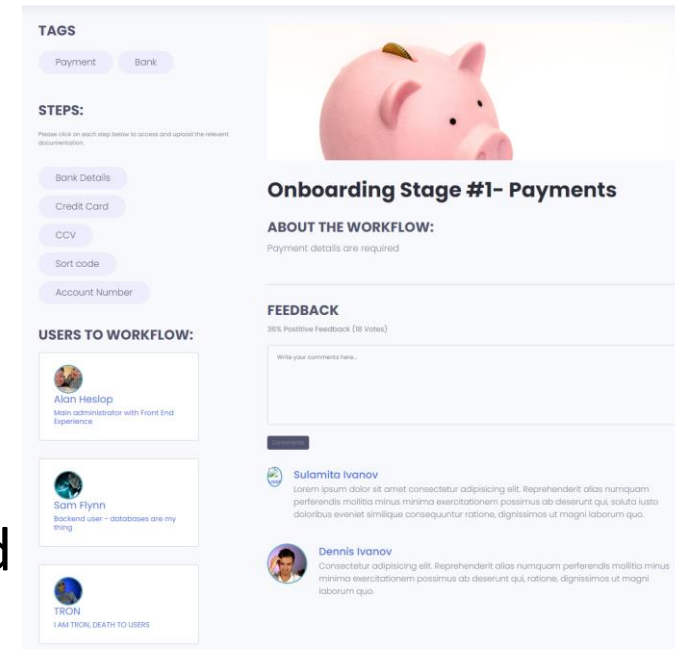 TAGS
Payment Bank
STEPS:
Please click on each step below to access and upload the relevent
documentation.
Bank Details
Credit Card
CCV
Sort code
Account Number
USERS TO WORKFLOW:
Alan Heslop
Main administrator with Front End
Experience
Sam Flynn
Backend user - databases are my
thing
TRON
I AM TRON, DEATH TO USERS
d
Onboarding Stage #1- Payments
ABOUT THE WORKFLOW:
Payment details are required
FEEDBACK
36% Postitive Feedback (18 Votes)
Write your comments here...
Comments
Sulamita Ivanov
Lorem ipsum dolor sit amet consectetur adipisicing elit. Reprehenderit alias numquam
perferendis mollitia minus minima exercitationem possimus ab deserunt qui, soluta iusto
doloribus eveniet similique consequuntur ratione, dignissimos ut magni laborum quo.
Dennis Ivanov
Consectetur adipisicing elit. Reprehenderit alias numquam perferendis mollitia minus
minima exercitationem possimus ab deserunt qui, ratione, dignissimos ut magni
laborum quo.